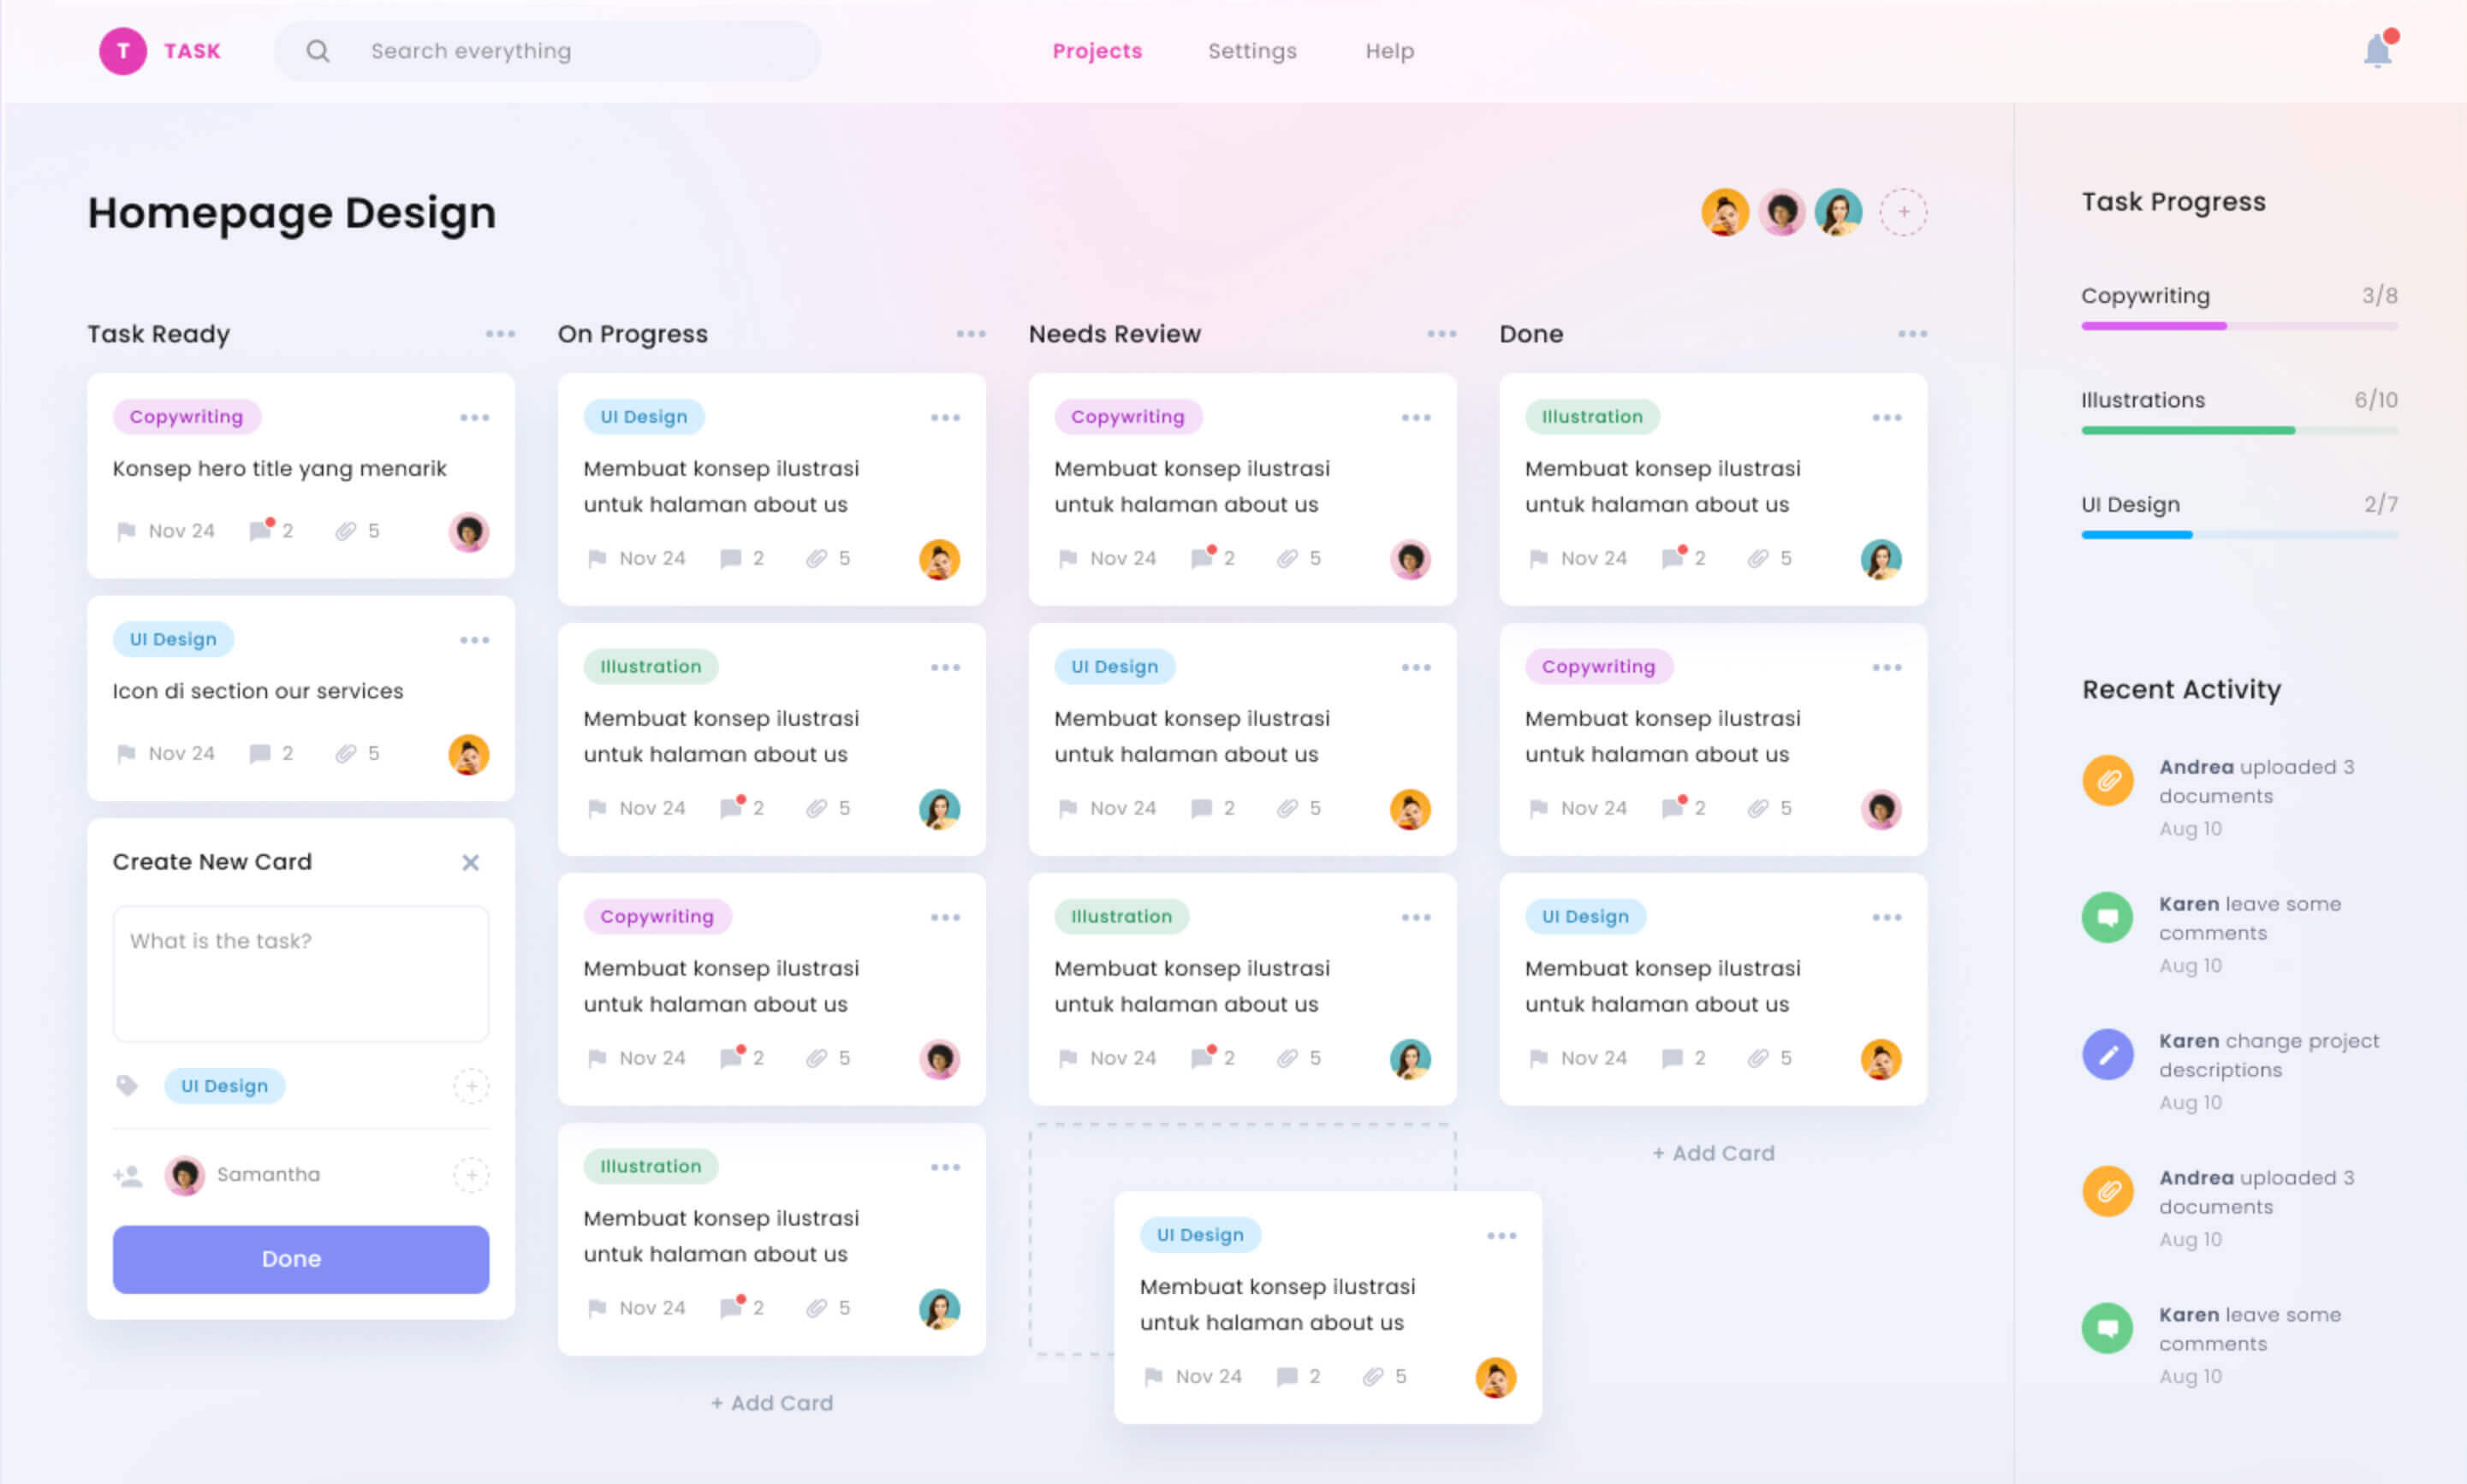 T TASK
Search everything
Projects Settings Help
Homepage Design
+
Task Ready
Copywriting
Konsep hero title yang menarik
Nov 24 2 5
UI Design
Icon di section our services
Nov 24 2 5
Create New Card
What is the task?
UI Design +
Samantha +
Done
On Progress
UI Design
Membuat konsep ilustrasi
untuk halaman about us
Nov 24 2 5
Illustration
Membuat konsep ilustrasi
untuk halaman about us
Nov 24 2 5
Copywriting
Membuat konsep ilustrasi
untuk halaman about us
Nov 24 2 5
Illustration
Membuat konsep ilustrasi
untuk halaman about us
Nov 24 2 5
+ Add Card
Needs Review
Copywriting
Membuat konsep ilustrasi
untuk halaman about us
Nov 24 2 5
UI Design
Membuat konsep ilustrasi
untuk halaman about us
Nov 24 2 5
Illustration
Membuat konsep ilustrasi
untuk halaman about us
Nov 24 2 5
UI Design
Membuat konsep ilustrasi
untuk halaman about us
Nov 24 2 5
Done
Illustration
Membuat konsep ilustrasi
untuk halaman about us
Nov 24 2 5
Copywriting
Membuat konsep ilustrasi
untuk halaman about us
Nov 24 2 5
UI Design
Membuat konsep ilustrasi
untuk halaman about us
Nov 24 2 5
+ Add Card
Task Progress
Copywriting 3/8
Illustrations 6/10
UI Design 2/7
Recent Activity
Andrea uploaded 3
documents
Aug 10
Karen leave some
comments
Aug 10
Karen change project
descriptions
Aug 10
Andrea uploaded 3
documents
Aug 10
Karen leave some
comments
Aug 10